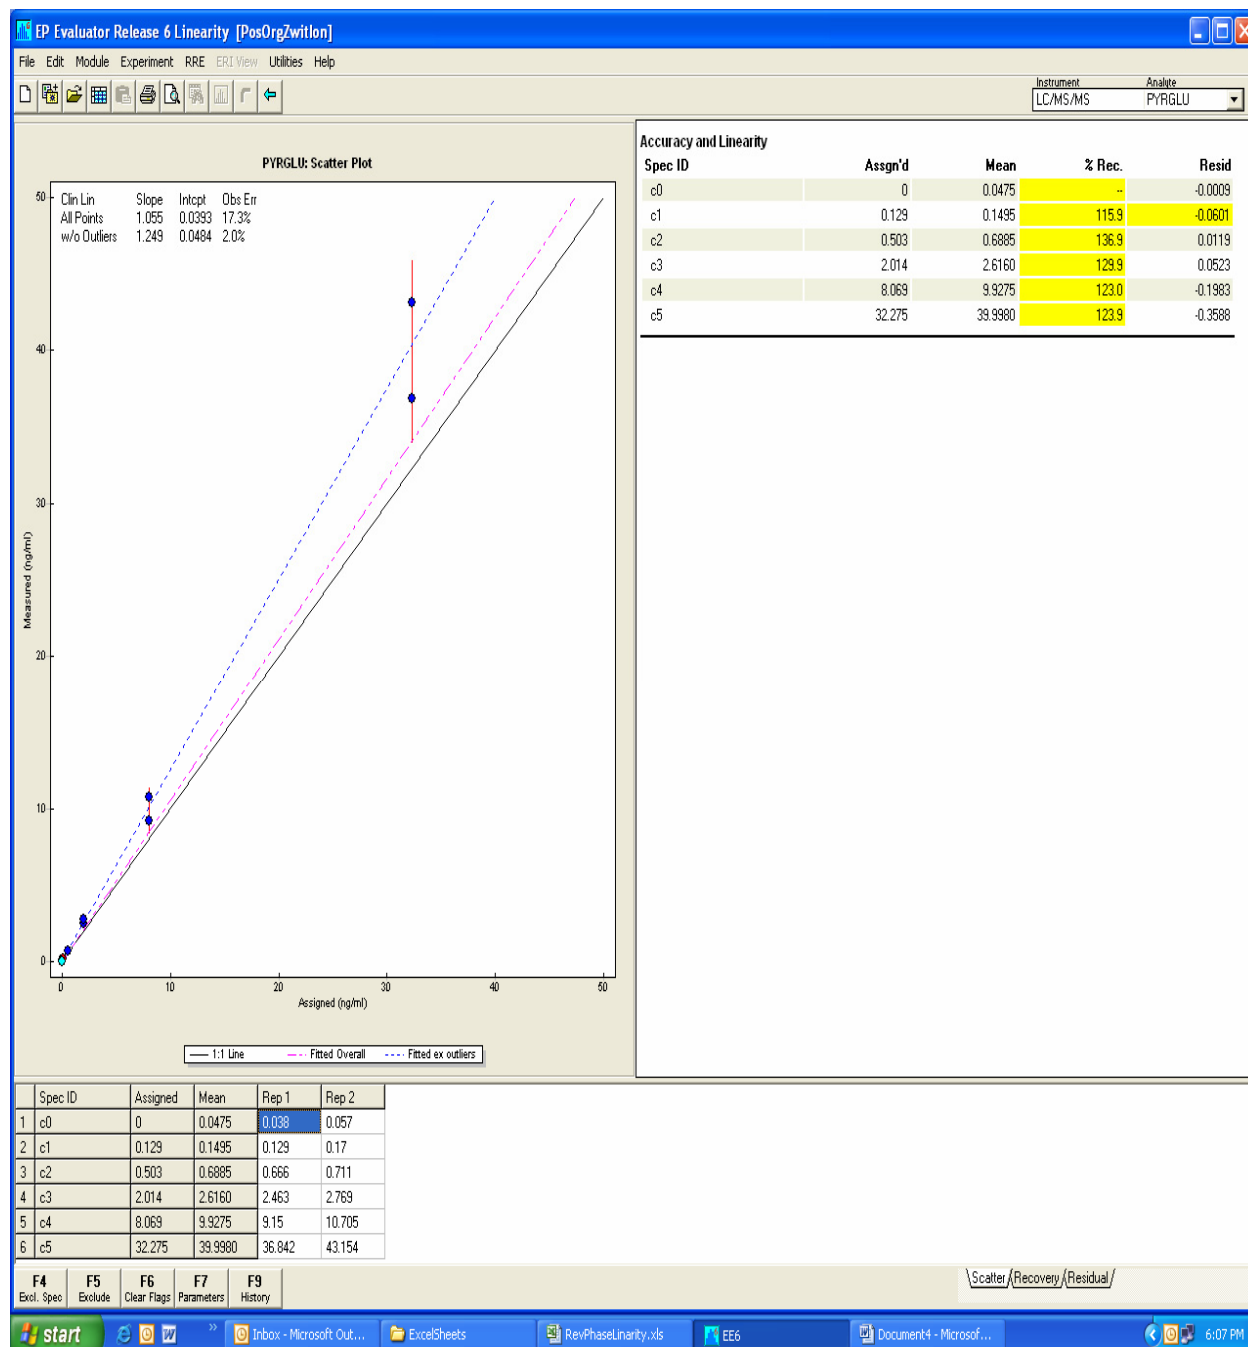 EP Evaluator Release 6 Linearity [PosOrgZwitIon]
File Edit Module Experiment RRE ERI View Utilities Help
Instrument Analyte
LC/MS/MS PYRGLU
PYRGLU: Scatter Plot
Clin Lin Slope Intcpt Obs Err
All Points 1.055 0.0393 17.3%
w/o Outliers 1.249 0.0484 2.0%
50
40
30
20
10
0
Measured (ng/ml)
0 10 20 30 40 50
Assigned (ng/ml)
1:1 Line Fitted Overall Fitted ex outliers
Accuracy and Linearity
Spec ID Assgn'd Mean % Rec. Resid
c0 0 0.0475 -- -0.0009
c1 0.129 0.1495 115.9 -0.0601
c2 0.503 0.6885 136.9 0.0119
c3 2.014 2.6160 129.9 0.0523
c4 8.069 9.9275 123.0 -0.1983
c5 32.275 39.9980 123.9 -0.3588
Spec ID Assigned Mean Rep 1 Rep 2
1 c0 0 0.0475 0.038 0.057
2 c1 0.129 0.1495 0.129 0.17
3 c2 0.503 0.6885 0.666 0.711
4 c3 2.014 2.6160 2.463 2.769
5 c4 8.069 9.9275 9.15 10.705
6 c5 32.275 39.9980 36.842 43.154
F4 F5 F6 F7 F9
Excl. Spec Exclude Clear Flags Parameters History
Scatter Recovery Residual
start » Inbox - Microsoft Out... ExcelSheets RevPhaseLinarity.xls EE6 Document4 - Microsof... 6:07 PM